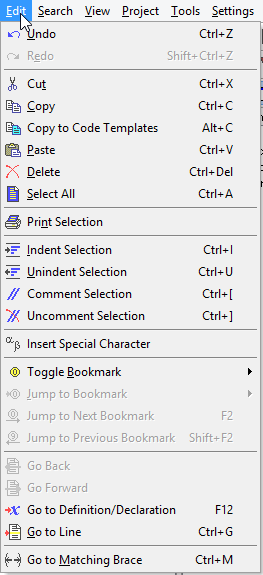 Edit Search View Project Tools Settings
Undo Ctrl+Z
Redo Shift+Ctrl+Z
Cut Ctrl+X
Copy Ctrl+C
Copy to Code Templates Alt+C
Paste Ctrl+V
Delete Ctrl+Del
Select All Ctrl+A
Print Selection
Indent Selection Ctrl+I
Unindent Selection Ctrl+U
Comment Selection Ctrl+[
Uncomment Selection Ctrl+]
αβ Insert Special Character
Toggle Bookmark
Jump to Bookmark
Jump to Next Bookmark F2
Jump to Previous Bookmark Shift+F2
Go Back
Go Forward
Go to Definition/Declaration F12
Go to Line Ctrl+G
Go to Matching Brace Ctrl+M